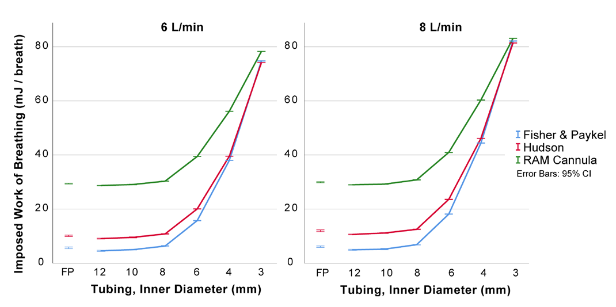 6 L/min
8 L/min
Imposed Work of Breathing (mJ / breath)
80
60
40
20
0
FP 12 10 8 6 4 3
Tubing, Inner Diameter (mm)
80
60
40
20
0
FP 12 10 8 6 4 3
Tubing, Inner Diameter (mm)
Fisher & Paykel
Hudson
RAM Cannula
Error Bars: 95% CI